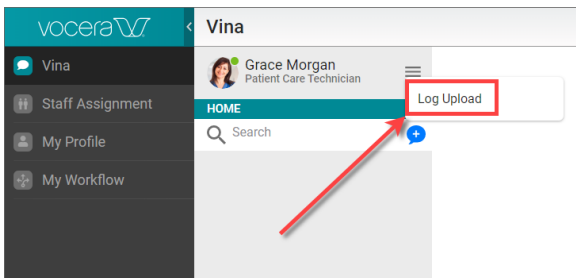 vocera
Vina
Staff Assignment
My Profile
My Workflow
Vina
Grace Morgan
Patient Care Technician
HOME
Search
Log Upload